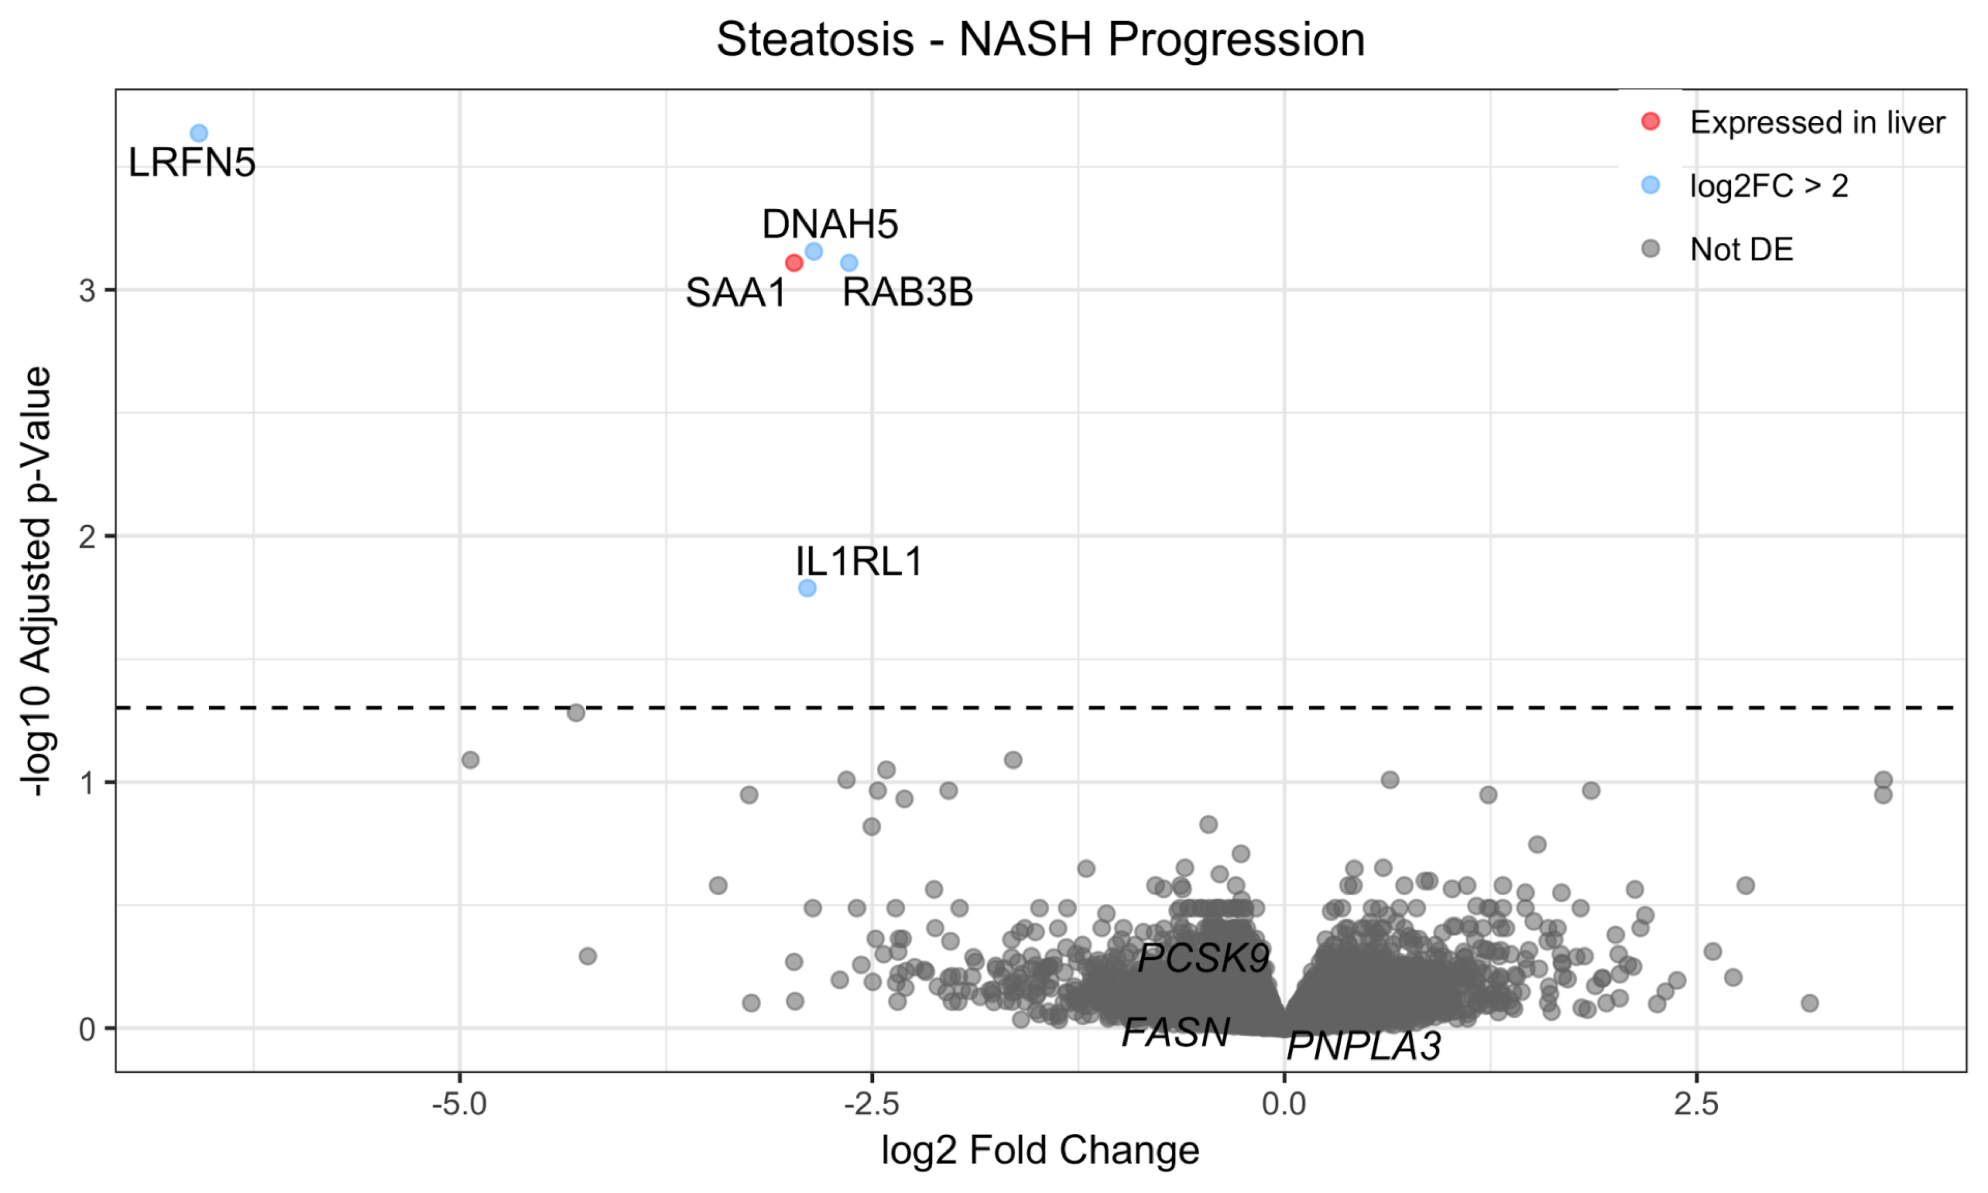 Steatosis - NASH Progression
Expressed in liver
log2FC > 2
Not DE
LRFN5
DNAH5
SAA1
RAB3B
IL1RL1
PCSK9
FASN
PNPLA3
-log10 Adjusted p-Value
3
2
1
0
-5.0
-2.5
0.0
2.5
log2 Fold Change